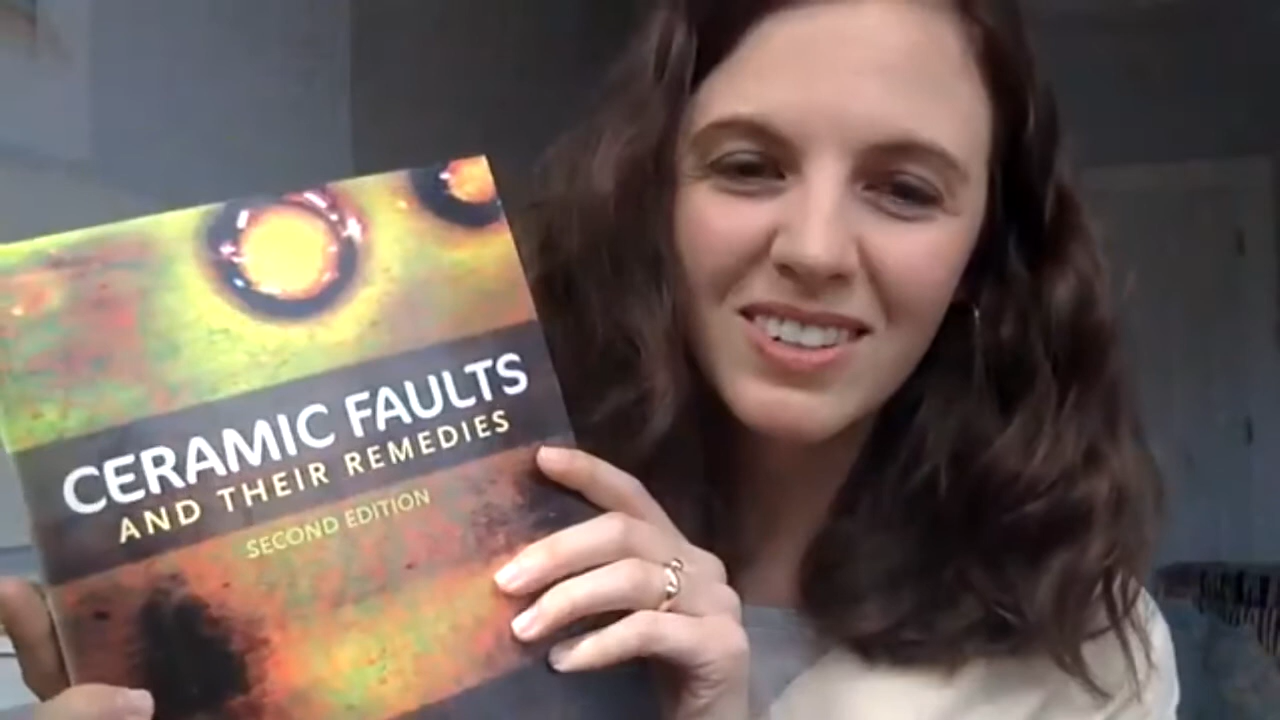 CERAMIC FAULTS
AND THEIR REMEDIES
SECOND EDITION